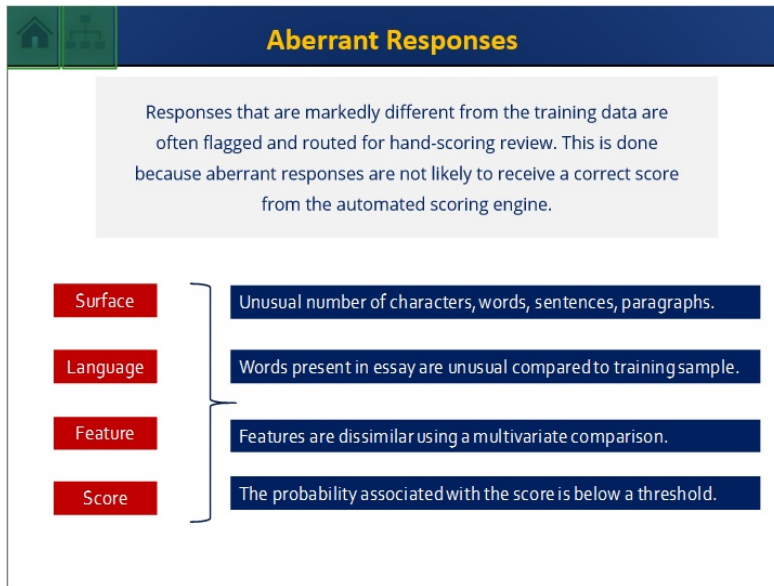 Aberrant Responses
Responses that are markedly different from the training data are
often flagged and routed for hand-scoring review. This is done
because aberrant responses are not likely to receive a correct score
from the automated scoring engine.
Surface
Unusual number of characters, words, sentences, paragraphs.
Language
Words present in essay are unusual compared to training sample.
Feature
Features are dissimilar using a multivariate comparison.
Score
The probability associated with the score is below a threshold.